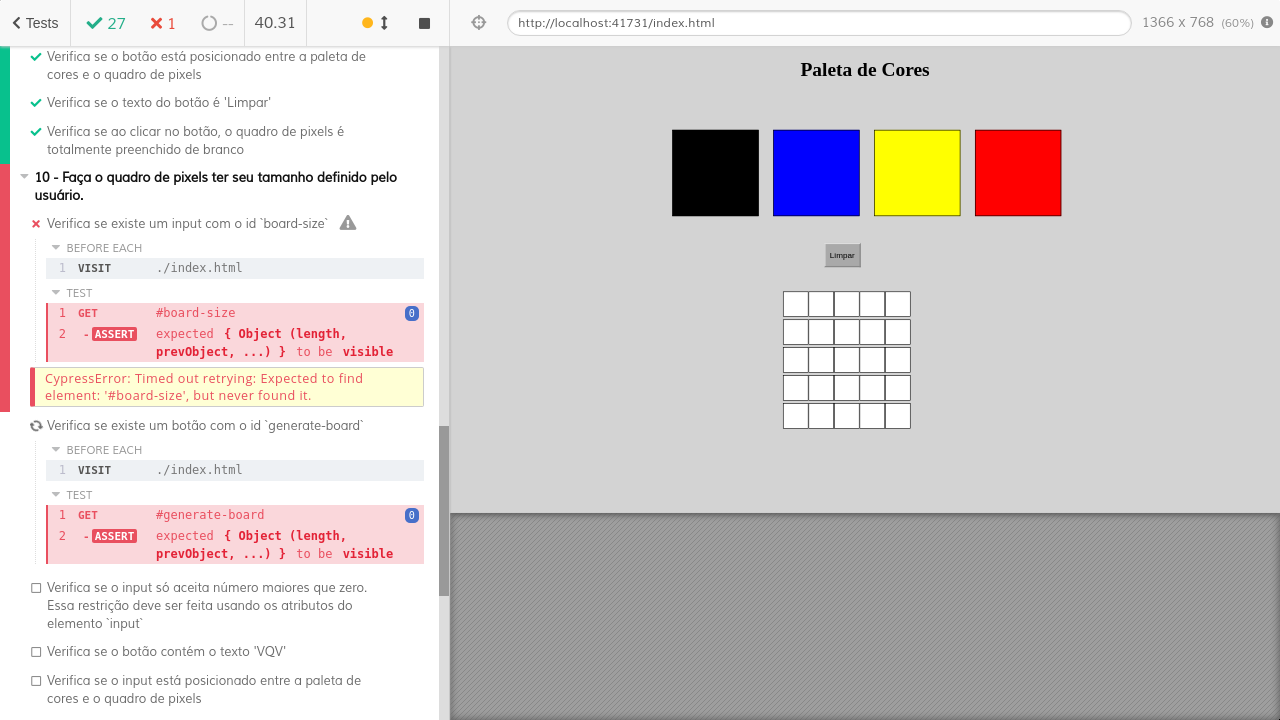 Tests 27 1 -- 40.31
Verifica se o botão está posicionado entre a paleta de
cores e o quadro de pixels
Verifica se o texto do botão é 'Limpar'
Verifica se ao clicar no botão, o quadro de pixels é
totalmente preenchido de branco
10 - Faça o quadro de pixels ter seu tamanho definido pelo
usuário.
Verifica se existe um input com o id `board-size`
BEFORE EACH
1 VISIT ./index.html
TEST
1 GET #board-size 0
2 -ASSERT expected { Object (length,
prevObject, ...) } to be visible
CypressError: Timed out retrying: Expected to find
element: '#board-size', but never found it.
Verifica se existe um botão com o id `generate-board`
BEFORE EACH
1 VISIT ./index.html
TEST
1 GET #generate-board 0
2 -ASSERT expected { Object (length,
prevObject, ...) } to be visible
Verifica se o input só aceita número maiores que zero.
Essa restrição deve ser feita usando os atributos do
elemento `input`
Verifica se o botão contém o texto 'VQV'
Verifica se o input está posicionado entre a paleta de
cores e o quadro de pixels
http://localhost:41731/index.html 1366 x 768 (60%)
Paleta de Cores
Limpar